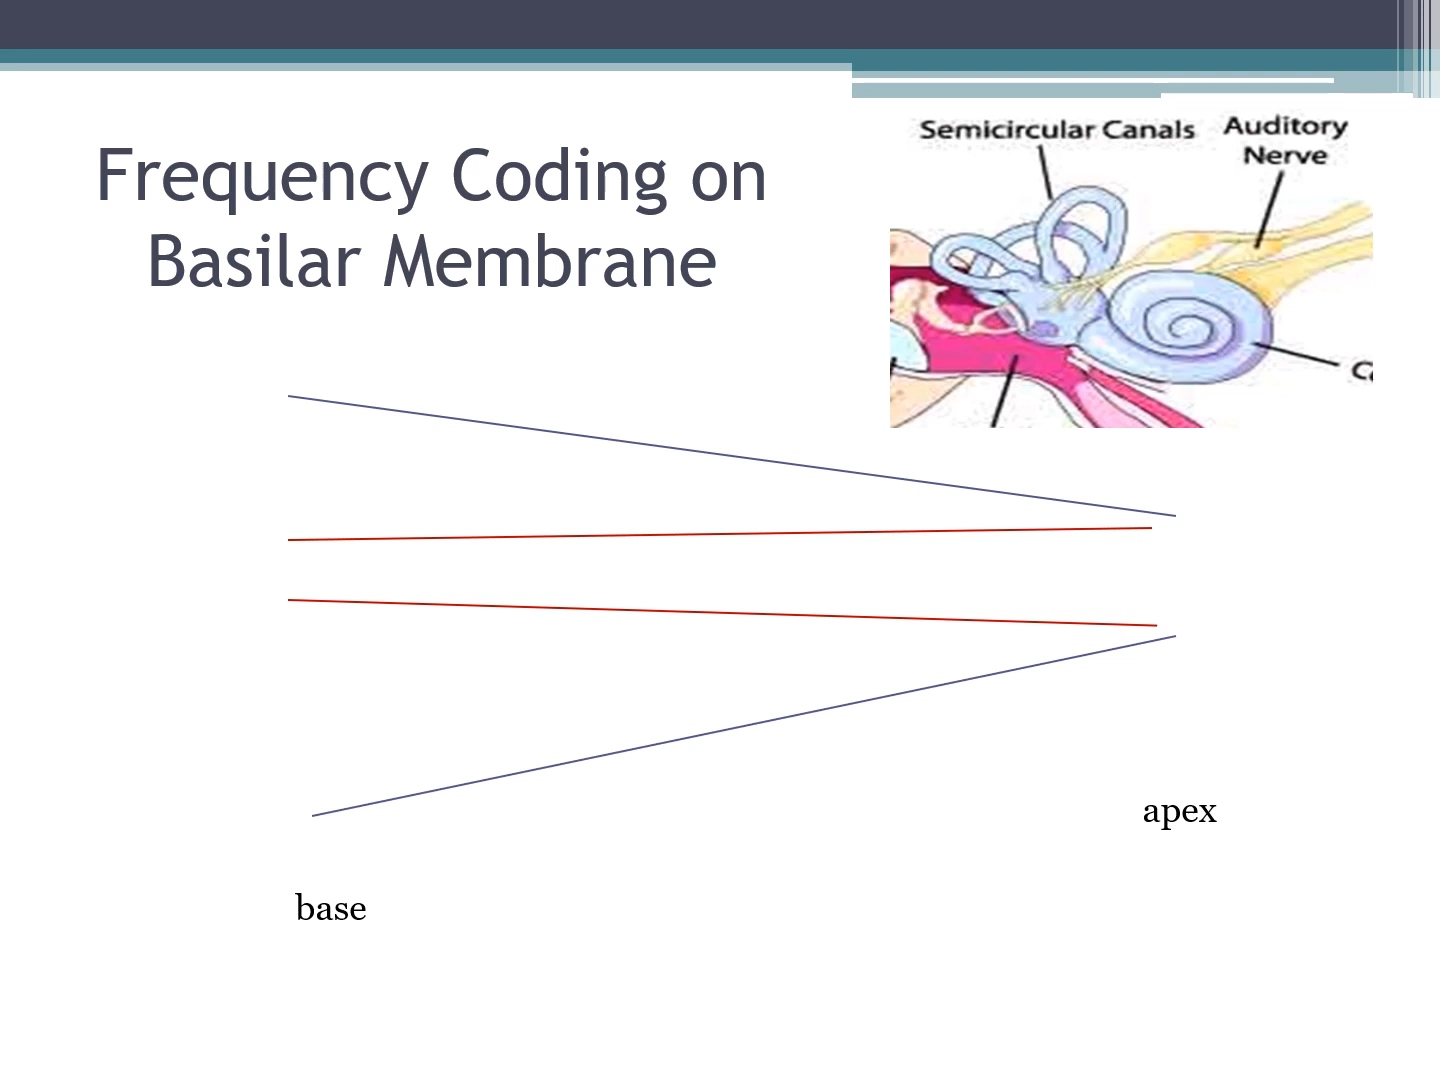 Frequency Coding on
Basilar Membrane
Semicircular Canals
Auditory
Nerve
apex
base